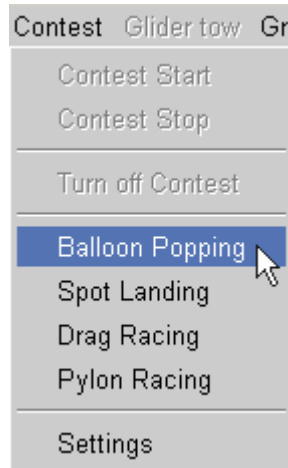 Contest Glider tow Gr
Contest Start
Contest Stop
Turn off Contest
Balloon Popping
Spot Landing
Drag Racing
Pylon Racing
Settings